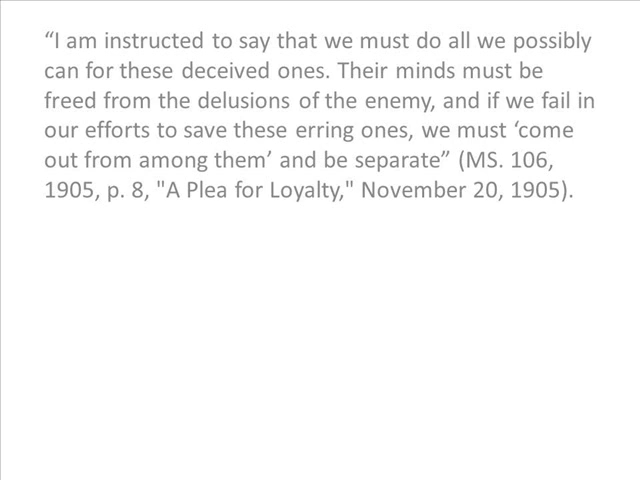 “I am instructed to say that we must do all we possibly
can for these deceived ones. Their minds must be
freed from the delusions of the enemy, and if we fail in
our efforts to save these erring ones, we must ‘come
out from among them’ and be separate” (MS. 106,
1905, p. 8, "A Plea for Loyalty," November 20, 1905).